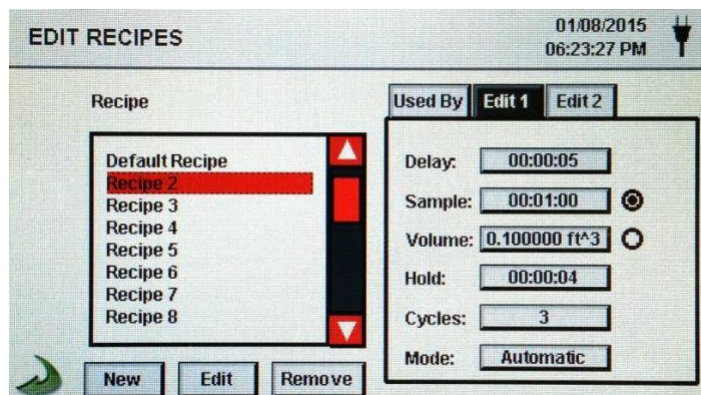 EDIT RECIPES
01/08/2015
06:23:27 PM
Recipe
Default Recipe
Recipe 2
Recipe 3
Recipe 4
Recipe 5
Recipe 6
Recipe 7
Recipe 8
New Edit Remove
Used By Edit 1 Edit 2
Delay: 00:00:05
Sample: 00:01:00
Volume: 0.100000 ft^3
Hold: 00:00:04
Cycles: 3
Mode: Automatic